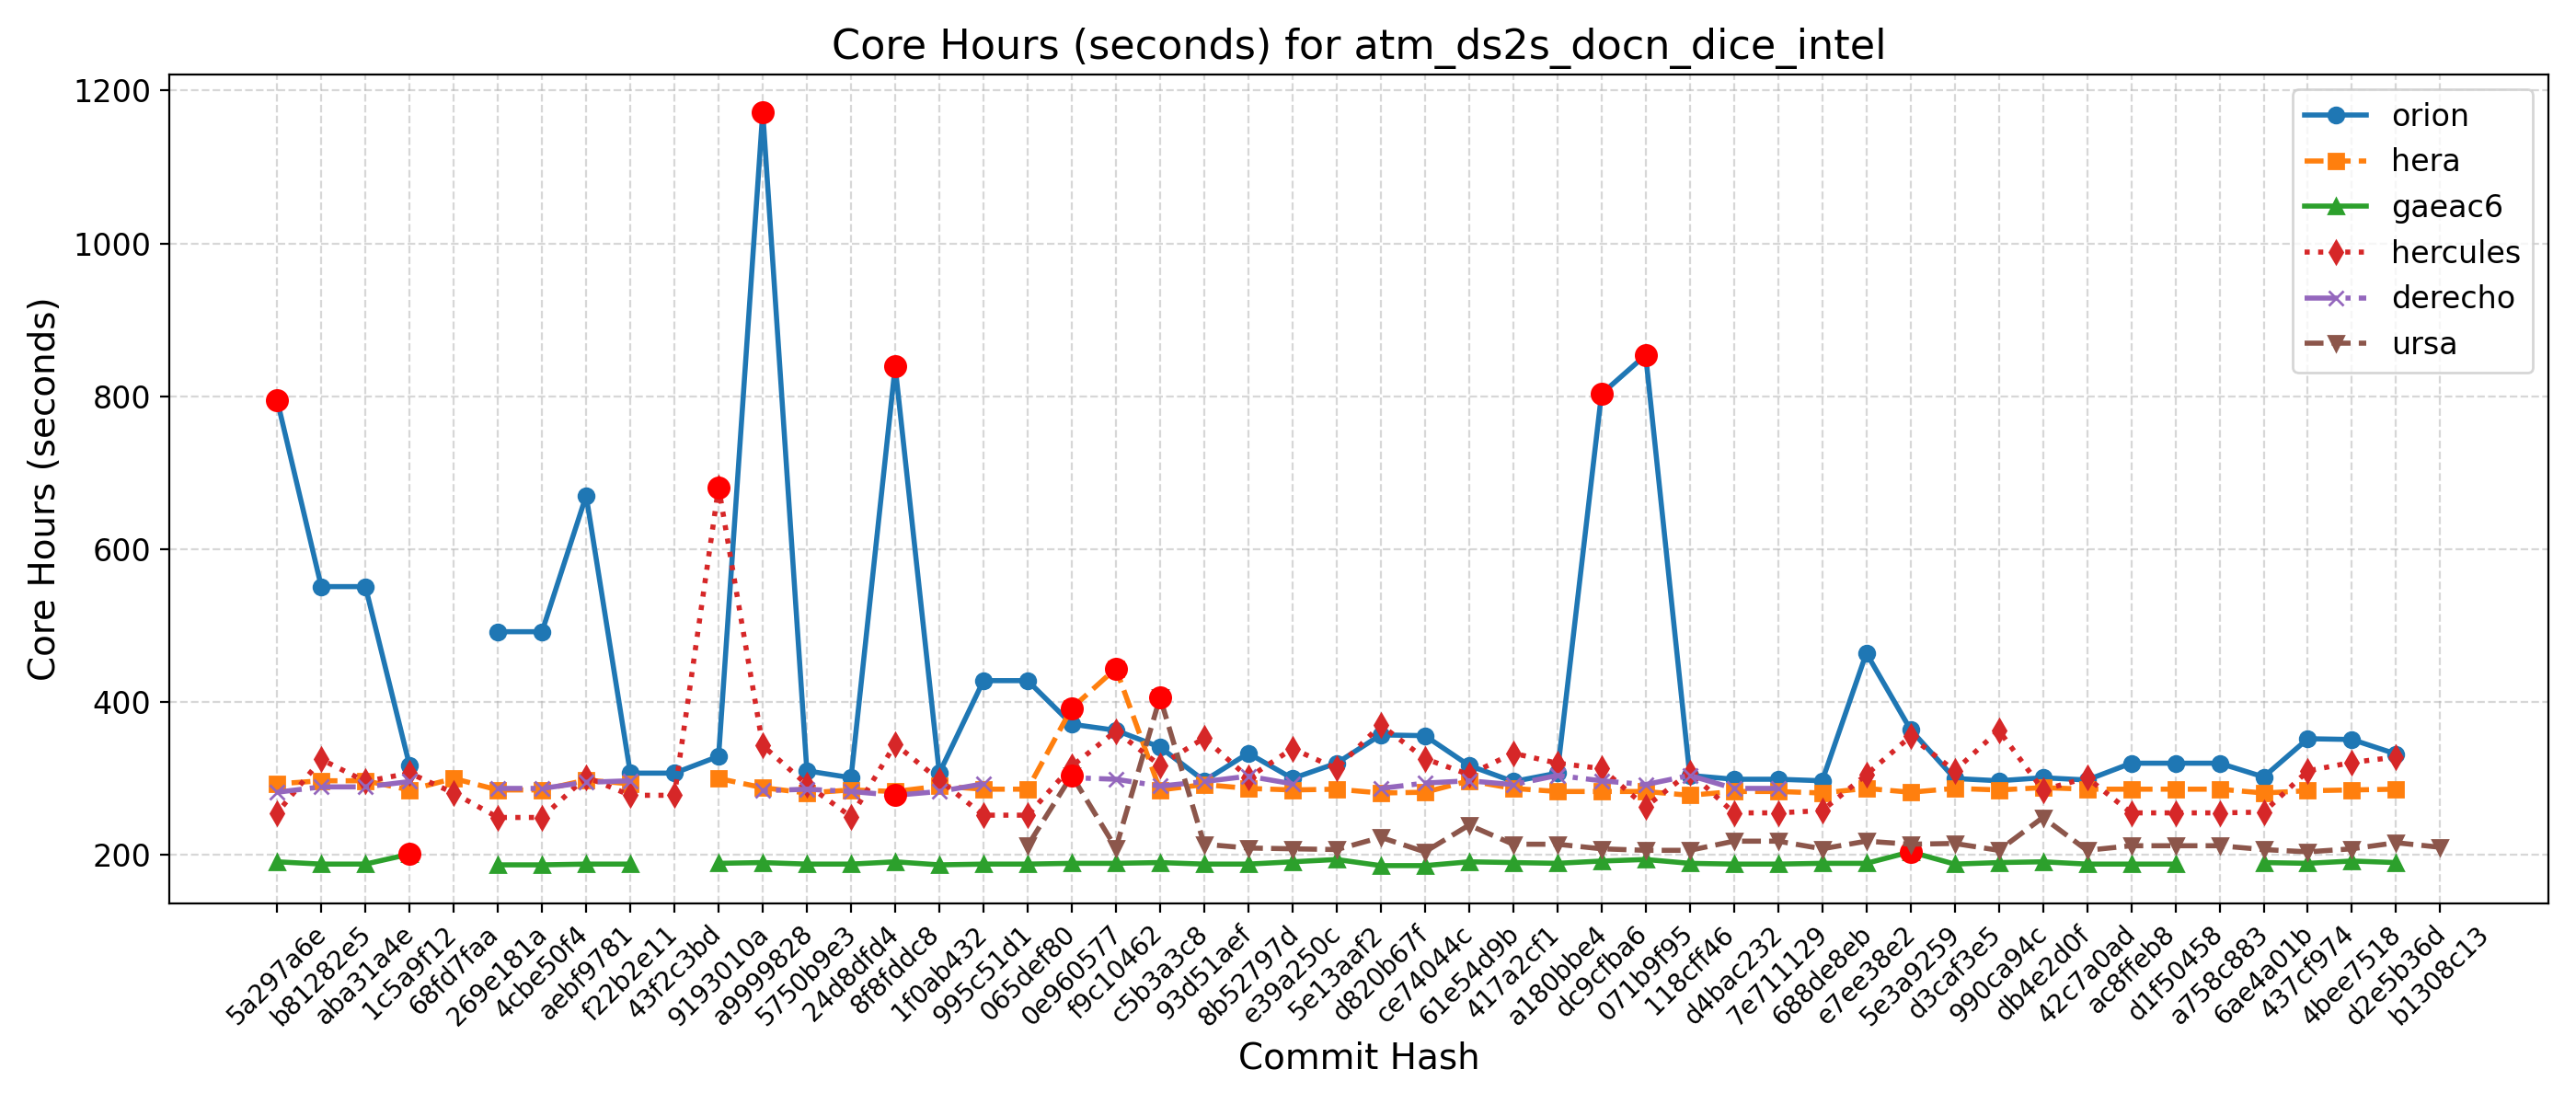 Core Hours (seconds) for atm_ds2s_docn_dice_intel
Core Hours (seconds)
1200
1000
800
600
400
200
orion
hera
gaeac6
hercules
derecho
ursa
5a297a6e
b81282e5
aba31a4e
1c5a9f12
68fd7faa
269e181a
4cbe50f4
aebf9781
f22b2e11
43f2c3bd
9193010a
a9999828
5750b9e3
24d8dfd4
8f8fddc8
1f0ab432
995c51d1
065def80
0e960577
f9c10462
c5b3a3c8
93d51aef
8b52797d
e39a250c
5e13aaf2
d820b67f
ce74044c
61e54d9b
417a2cf1
a180bbe4
dc9cfba6
071b9f95
118cff46
d4bac232
7e711129
688de8eb
e7ee38e2
5e3a9259
d3caf3e5
990ca94c
db4e2d0f
42c7a0ad
ac8ffeb8
d1f50458
a758c883
6ae4a01b
437cf974
4bee7518
d2e5b36d
b1308c13
Commit Hash